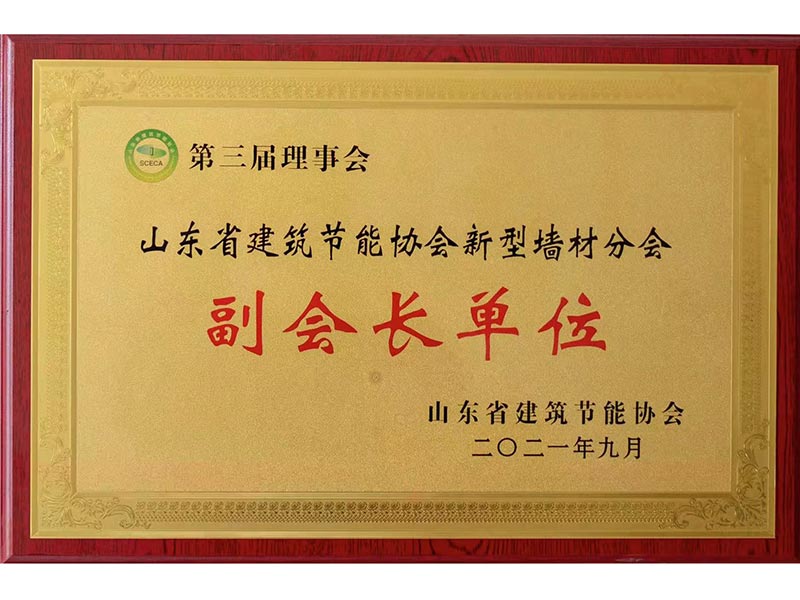 SCECA
第三届理事会
山东省建筑节能协会新型墙材分会
副会长单位
山东省建筑节能协会
二〇二一年九月